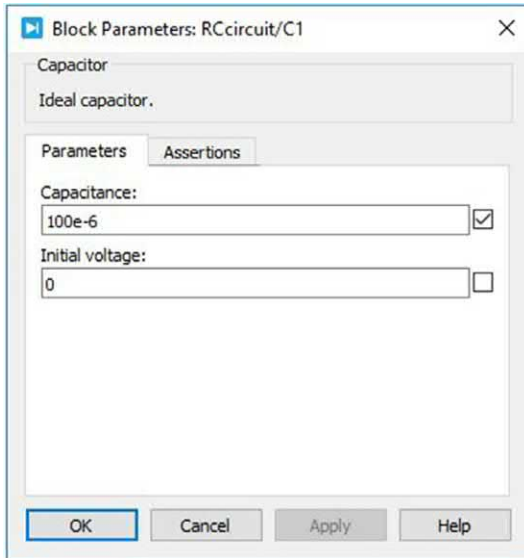 Block Parameters: RCcircuit/C1
Capacitor
Ideal capacitor.
Parameters Assertions
Capacitance:
100e-6
Initial voltage:
0
OK Cancel Apply Help